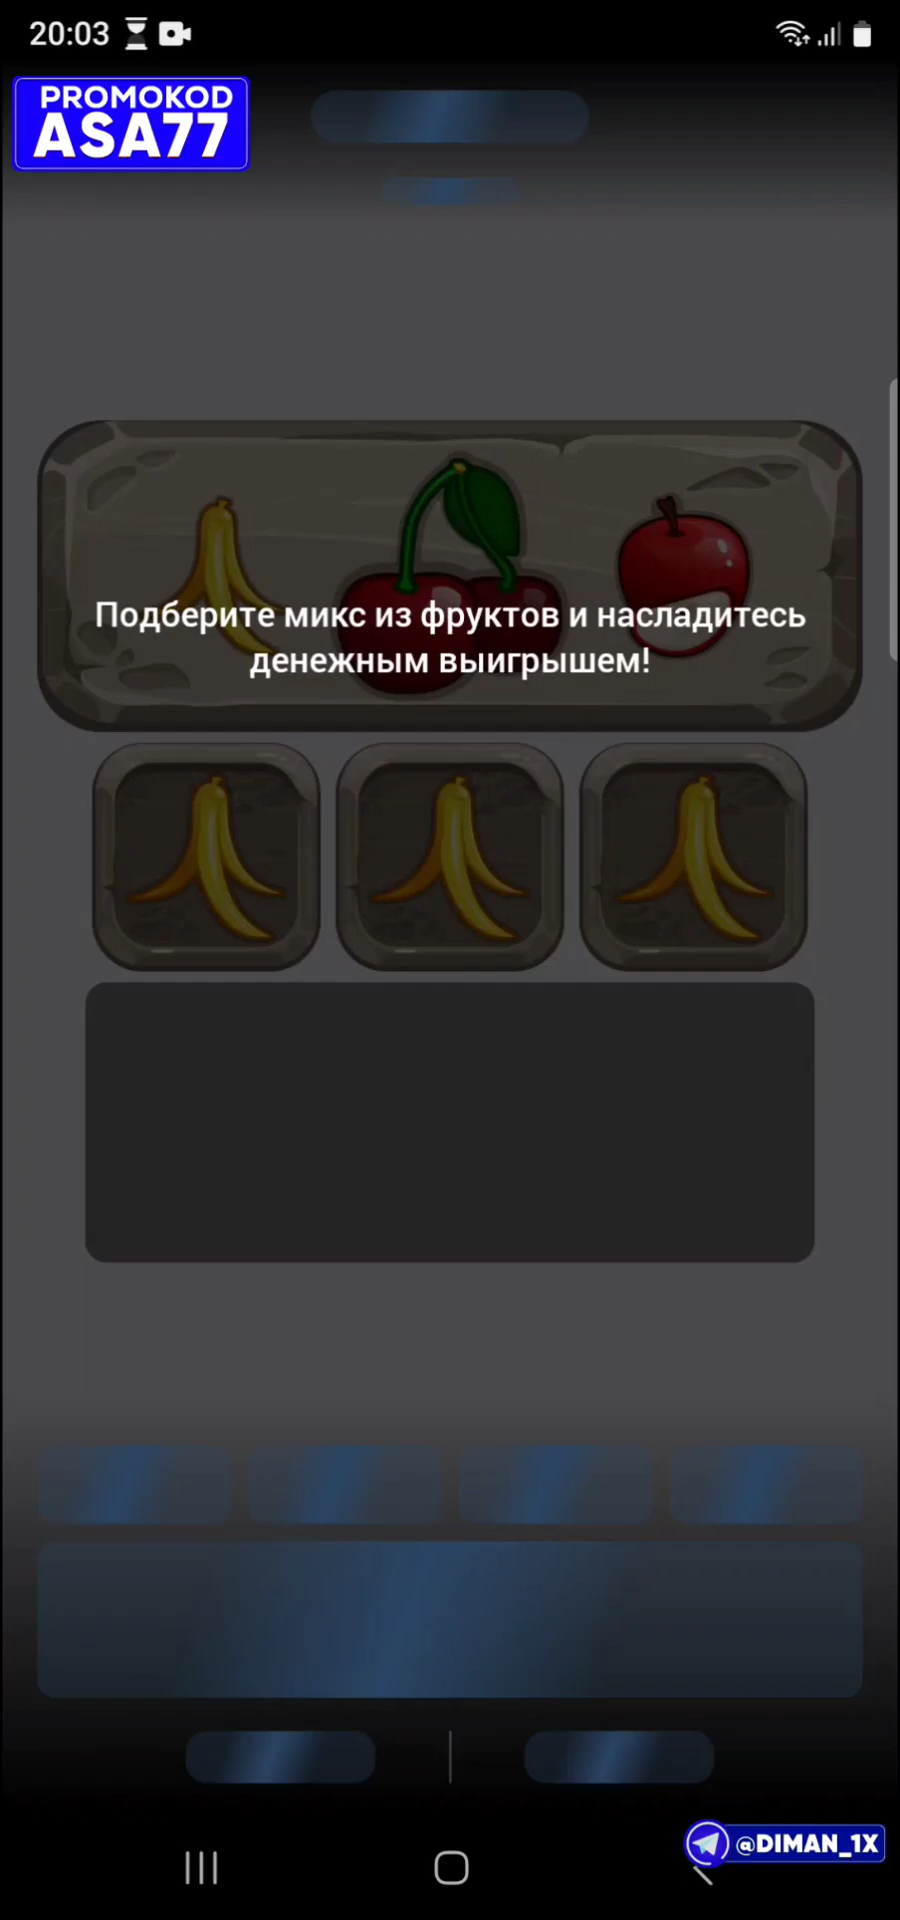 20:03
PROMOKOD
ASA77
Подберите микс из фруктов и насладитесь
денежным выигрышем!
@DIMAN_1X